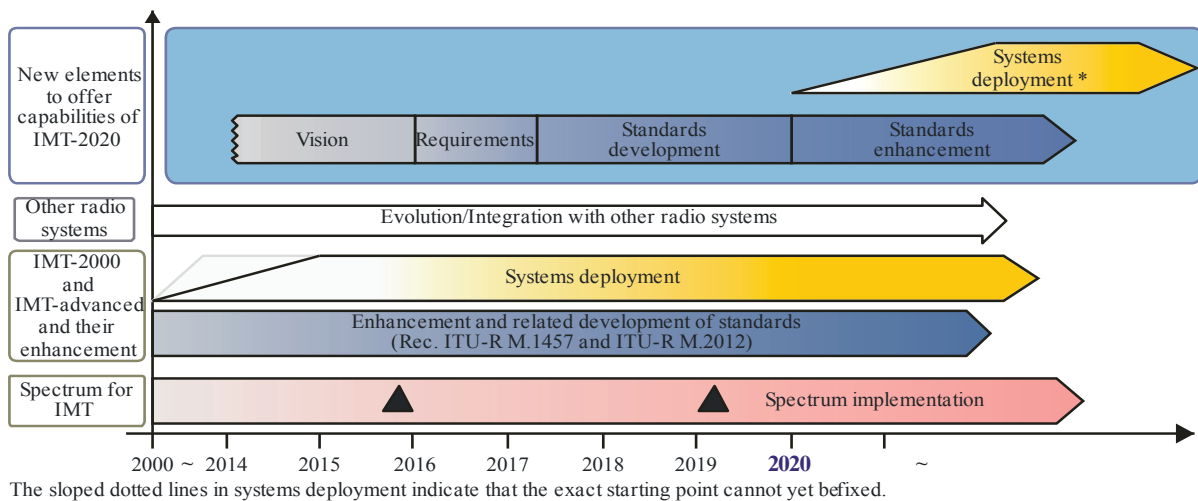 New elements
to offer
capabilities of
IMT-2020
Systems
deployment *
Vision
Requirements
Standards
development
Standards
enhancement
Other radio
systems
Evolution/Integration with other radio systems
IMT-2000
and
IMT-advanced
and their
enhancement
Systems deployment
Enhancement and related development of standards
(Rec. ITU-R M.1457 and ITU-R M.2012)
Spectrum for
IMT
Spectrum implementation
2000 ~ 2014 2015 2016 2017 2018 2019 2020 ~
The sloped dotted lines in systems deployment indicate that the exact starting point cannot yet befixed.